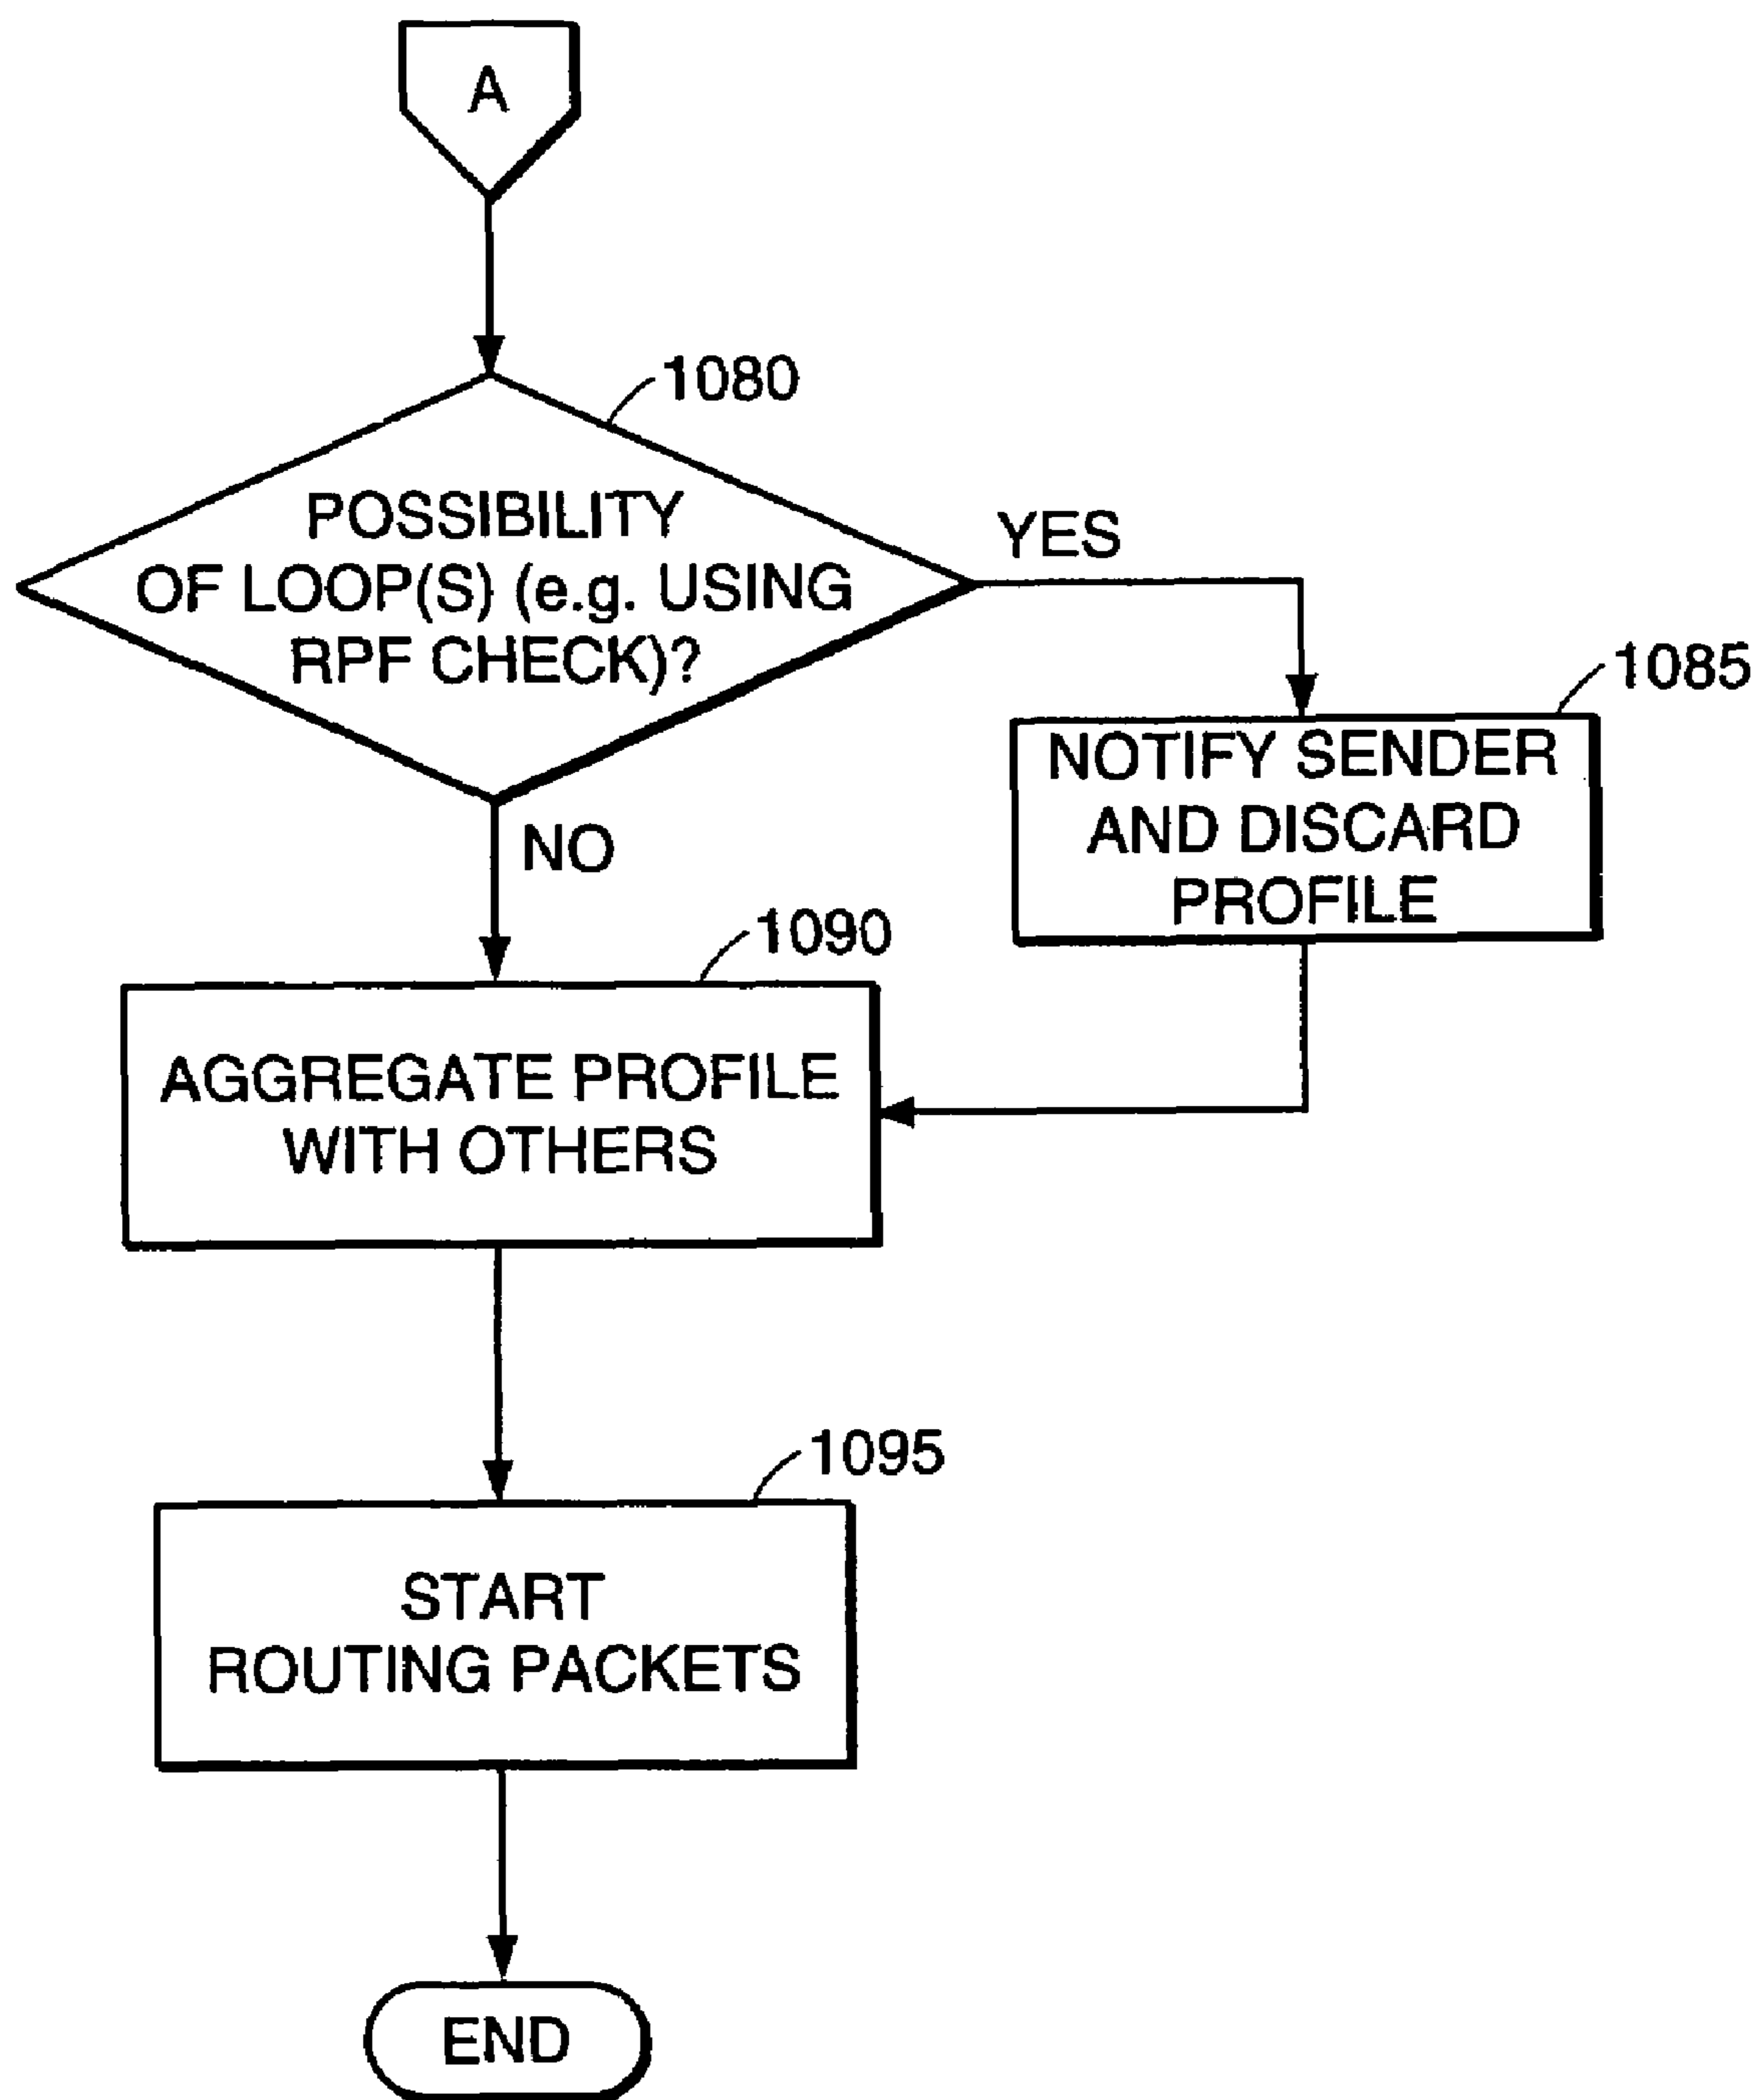 A
1080
POSSIBILITY
OF LOOP(S) (e.g. USING
RPF CHECK)?
YES
1085
NOTIFY SENDER
AND DISCARD
PROFILE
NO
1090
AGGREGATE PROFILE
WITH OTHERS
1095
START
ROUTING PACKETS
END